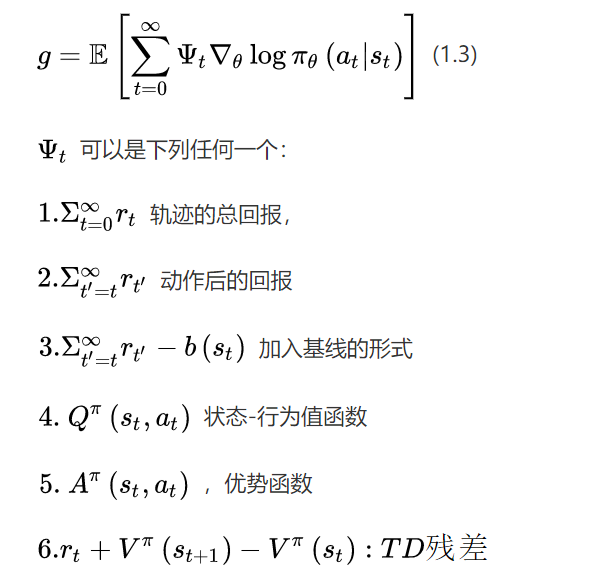 $g = \mathbb{E}\left[\sum_{t=0}^{\infty} \Psi_t \nabla_\theta \log \pi_\theta \left(a_t | s_t\right)\right]$ (1.3)
$\Psi_t$ 可以是下列任何一个：
1.$\Sigma_{t=0}^{\infty} r_t$ 轨迹的总回报，
2.$\Sigma_{t'=t}^{\infty} r_{t'}$ 动作后的回报
3.$\Sigma_{t'=t}^{\infty} r_{t'} - b\left(s_t\right)$ 加入基线的形式
4. $Q^\pi \left(s_t, a_t\right)$ 状态-行为值函数
5. $A^\pi \left(s_t, a_t\right)$ ，优势函数
6.$r_t + V^\pi \left(s_{t+1}\right) - V^\pi \left(s_t\right) : TD$残差